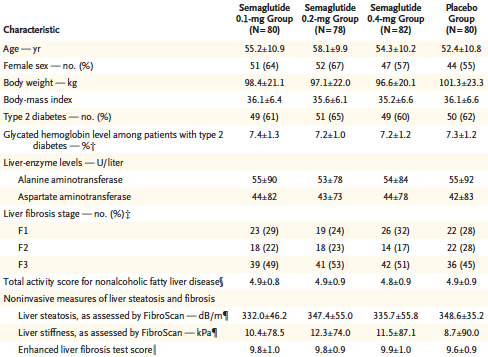 Characteristic Semaglutide 0.1-mg Group (N=80) Semaglutide 0.2-mg Group (N=78) Semaglutide 0.4-mg Group (N=82) Placebo Group (N=80)
Age — yr 55.2±10.9 58.1±9.9 54.3±10.2 52.4±10.8
Female sex — no. (%) 51 (64) 52 (67) 47 (57) 44 (55)
Body weight — kg 98.4±21.1 97.1±22.0 96.6±20.1 101.3±23.3
Body-mass index 36.1±6.4 35.6±6.1 35.2±6.6 36.1±6.6
Type 2 diabetes — no. (%) 49 (61) 51 (65) 49 (60) 50 (62)
Glycated hemoglobin level among patients with type 2 7.4±1.3 7.2±1.0 7.2±1.2 7.3±1.2
diabetes — %†
Liver-enzyme levels — U/liter
Alanine aminotransferase 55±90 53±78 54±84 55±92
Aspartate aminotransferase 44±82 43±73 44±78 42±83
Liver fibrosis stage — no. (%)‡
F1 23 (29) 19 (24) 26 (32) 22 (28)
F2 18 (22) 18 (23) 14 (17) 22 (28)
F3 39 (49) 41 (53) 42 (51) 36 (45)
Total activity score for nonalcoholic fatty liver disease§ 4.9±0.8 4.9±0.9 4.8±0.9 4.9±0.9
Noninvasive measures of liver steatosis and fibrosis
Liver steatosis, as assessed by FibroScan — dB/m¶ 332.0±46.2 347.4±55.0 335.7±55.8 348.6±35.2
Liver stiffness, as assessed by FibroScan — kPa¶ 10.4±78.5 12.3±74.0 11.5±87.1 8.7±90.0
Enhanced liver fibrosis test score‖ 9.8±1.0 9.8±0.9 9.9±1.0 9.6±0.9